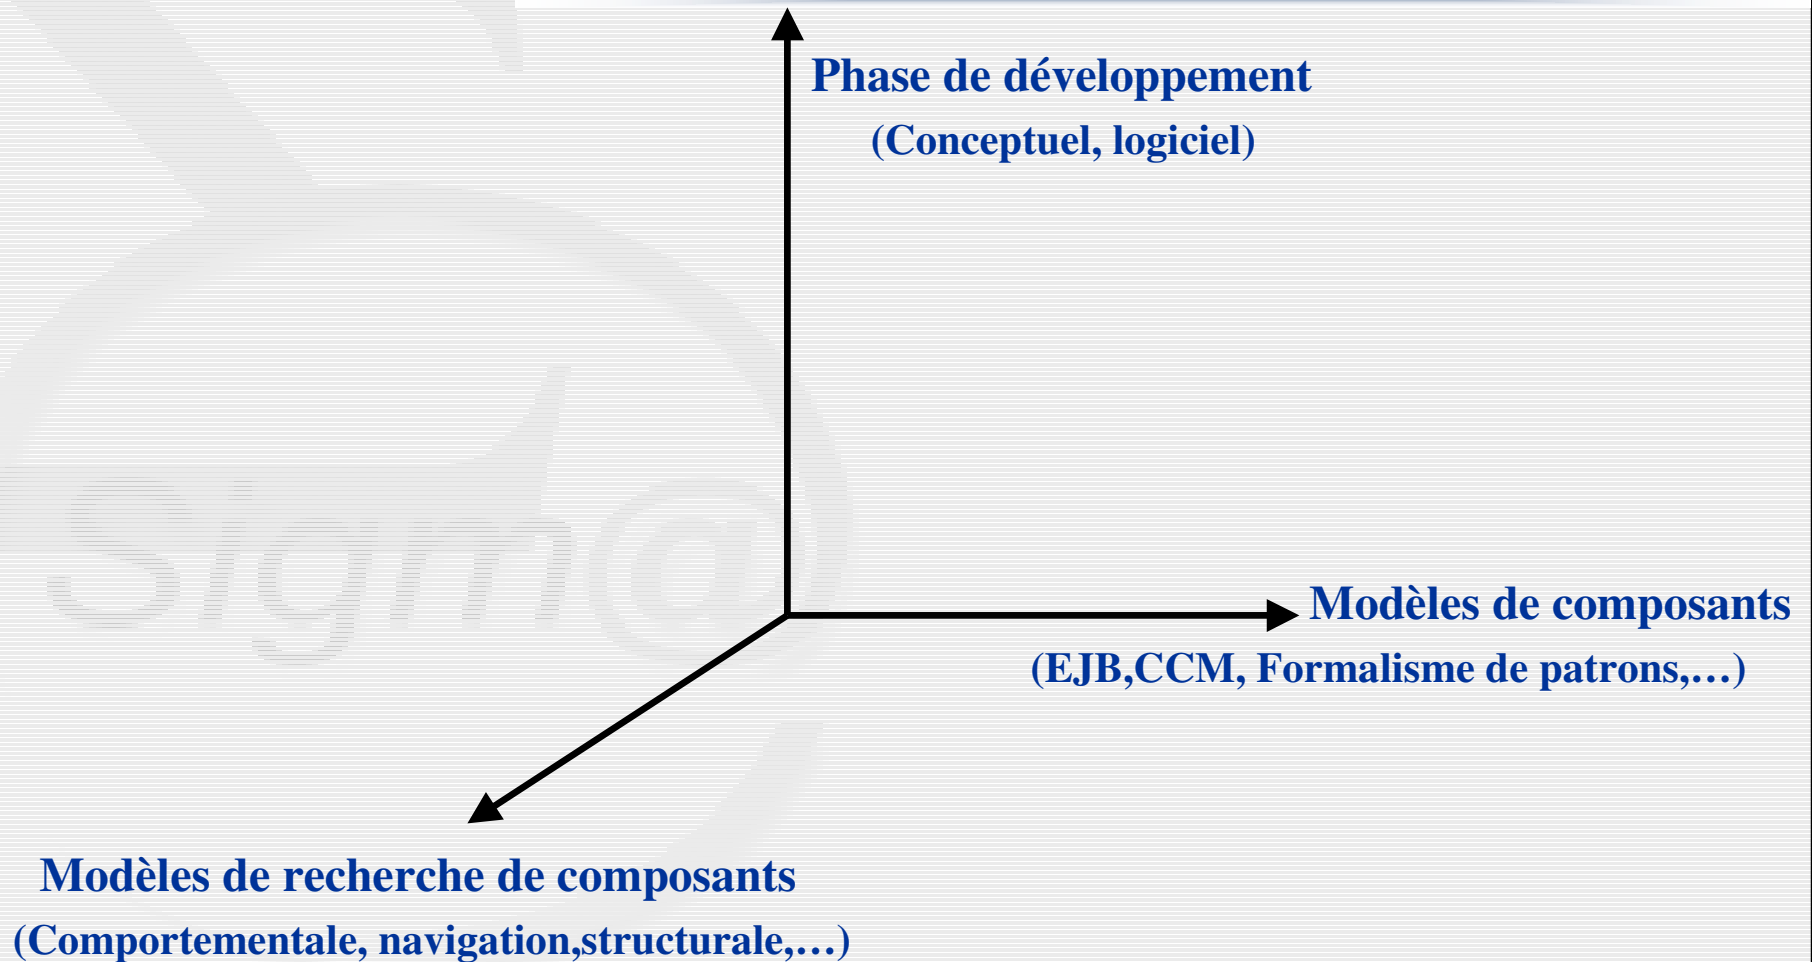 Phase de développement
(Conceptuel, logiciel)
Sigm@
Modèles de composants
(EJB,CCM, Formalisme de patrons,...)
Modèles de recherche de composants
(Comportementale, navigation,structurale,...)